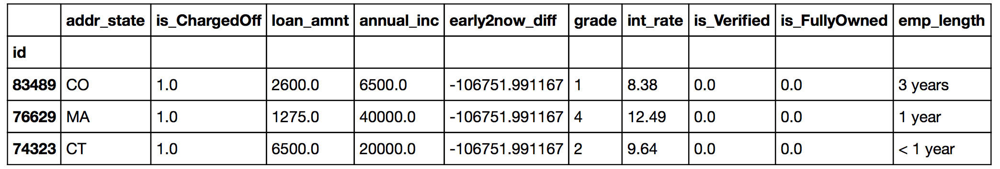 addr_state is_ChargedOff loan_amnt annual_inc early2now_diff grade int_rate is_Verified is_FullyOwned emp_length
id
83489 CO 1.0 2600.0 6500.0 -106751.991167 1 8.38 0.0 0.0 3 years
76629 MA 1.0 1275.0 40000.0 -106751.991167 4 12.49 0.0 0.0 1 year
74323 CT 1.0 6500.0 20000.0 -106751.991167 2 9.64 0.0 0.0 < 1 year